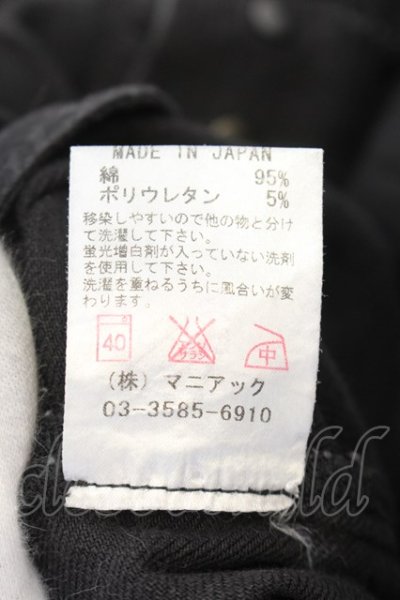 MADE IN JAPAN
綿 95%
ポリウレタン 5%
移染しやすいので他の物と分け
て洗濯して下さい。
蛍光増白剤が入っていない洗剤
を使用して下さい。
洗濯を重ねるうちに風合いが変
わります。
40 エンソ 中
(株) マニアック
03-3585-6910